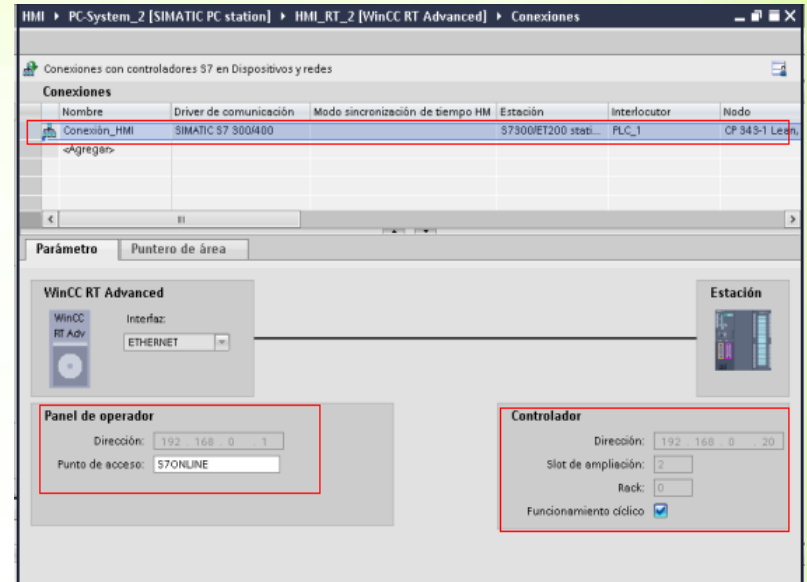 HMI ▸ PC-System_2 [SIMATIC PC station] ▸ HMI_RT_2 [WinCC RT Advanced] ▸ Conexiones
Conexiones con controladores S7 en Dispositivos y redes
Conexiones
Nombre Driver de comunicación Modo sincronización de tiempo HM Estación Interlocutor Nodo
Conexión_HMI SIMATIC S7 300/400 S7300/ET200 stati... PLC_1 CP 343-1 Lean,
<Agregar>
Parámetro Puntero de área
WinCC RT Advanced Estación
WinCC Interfaz:
RT Adv
ETHERNET
Panel de operador Controlador
Dirección: 192 . 168 . 0 . 1 Dirección: 192 . 168 . 0 . 20
Punto de acceso: S7ONLINE Slot de ampliación: 2
Rack: 0
Funcionamiento cíclico